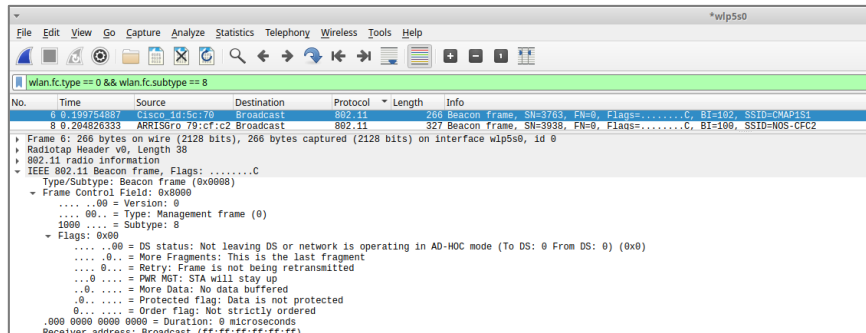 *wlp5s0
File Edit View Go Capture Analyze Statistics Telephony Wireless Tools Help
wlan.fc.type == 0 && wlan.fc.subtype == 8
No. Time Source Destination Protocol Length Info
6 0.199754887 Cisco_1d:5c:70 Broadcast 802.11 266 Beacon frame, SN=3763, FN=0, Flags=........C, BI=102, SSID=CMAP1S1
8 0.204826333 ARRISGro_79:cf:c2 Broadcast 802.11 327 Beacon frame, SN=3938, FN=0, Flags=........C, BI=100, SSID=NOS-CFC2
Frame 6: 266 bytes on wire (2128 bits), 266 bytes captured (2128 bits) on interface wlp5s0, id 0
Radiotap Header v0, Length 38
802.11 radio information
IEEE 802.11 Beacon frame, Flags: ........C
Type/Subtype: Beacon frame (0x0008)
Frame Control Field: 0x8000
.... ..00 = Version: 0
.... 00.. = Type: Management frame (0)
1000 .... = Subtype: 8
Flags: 0x00
.... ..00 = DS status: Not leaving DS or network is operating in AD-HOC mode (To DS: 0 From DS: 0) (0x0)
.... .0.. = More Fragments: This is the last fragment
.... 0... = Retry: Frame is not being retransmitted
...0 .... = PWR MGT: STA will stay up
..0. .... = More Data: No data buffered
.0.. .... = Protected flag: Data is not protected
0... .... = Order flag: Not strictly ordered
.000 0000 0000 0000 = Duration: 0 microseconds
Receiver address: Broadcast (ff:ff:ff:ff:ff:ff)